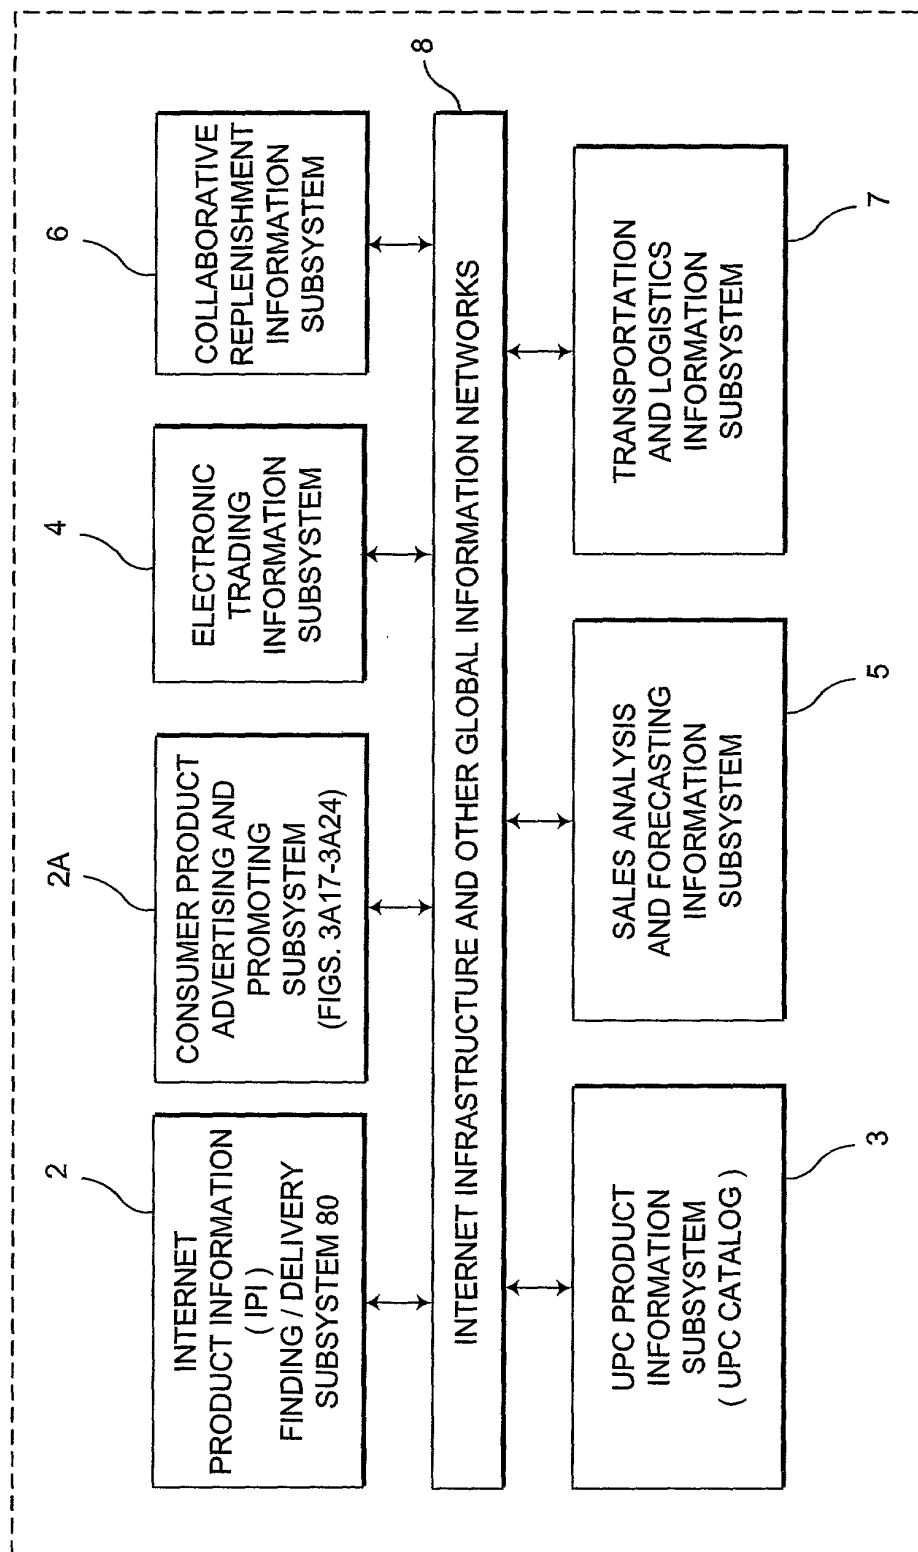 2
INTERNET
PRODUCT INFORMATION
( IPI )
FINDING / DELIVERY
SUBSYSTEM 80
2A
CONSUMER PRODUCT
ADVERTISING AND
PROMOTING
SUBSYSTEM
(FIGS. 3A17-3A24)
4
ELECTRONIC
TRADING
INFORMATION
SUBSYSTEM
6
COLLABORATIVE
REPLENISHMENT
INFORMATION
SUBSYSTEM
8
INTERNET INFRASTRUCTURE AND OTHER GLOBAL INFORMATION NETWORKS
UPC PRODUCT
INFORMATION
SUBSYSTEM
( UPC CATALOG )
3
SALES ANALYSIS
AND FORECASTING
INFORMATION
SUBSYSTEM
5
TRANSPORTATION
AND LOGISTICS
INFORMATION
SUBSYSTEM
7